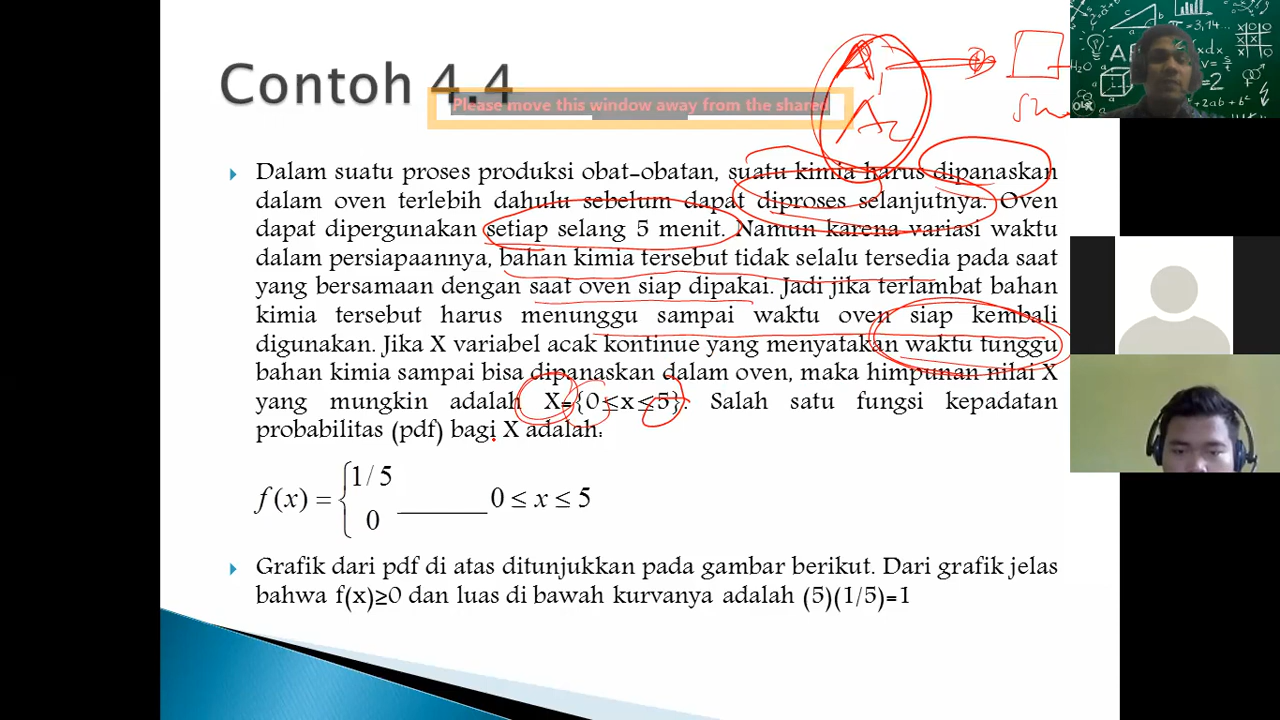 Contoh 4.4
Please move this window away from the shared
A1
A2
Dalam suatu proses produksi obat-obatan, suatu kimia harus dipanaskan
dalam oven terlebih dahulu sebelum dapat diproses selanjutnya. Oven
dapat dipergunakan setiap selang 5 menit. Namun karena variasi waktu
dalam persiapaannya, bahan kimia tersebut tidak selalu tersedia pada saat
yang bersamaan dengan saat oven siap dipakai. Jadi jika terlambat bahan
kimia tersebut harus menunggu sampai waktu oven siap kembali
digunakan. Jika X variabel acak kontinue yang menyatakan waktu tunggu
bahan kirnia sampai bisa dipanaskan dalam oven, maka himpunan nilai X
yang mungkin adalah X={0≤x≤5}. Salah satu fungsi kepadatan
probabilitas (pdf) bagi X adalah:
f(x) = { 1/5
0 ________ 0 ≤ x ≤ 5
Grafik dari pdf di atas ditunjukkan pada gambar berikut. Dari grafik jelas
bahwa f(x)≥0 dan luas di bawah kurvanya adalah (5)(1/5)=1